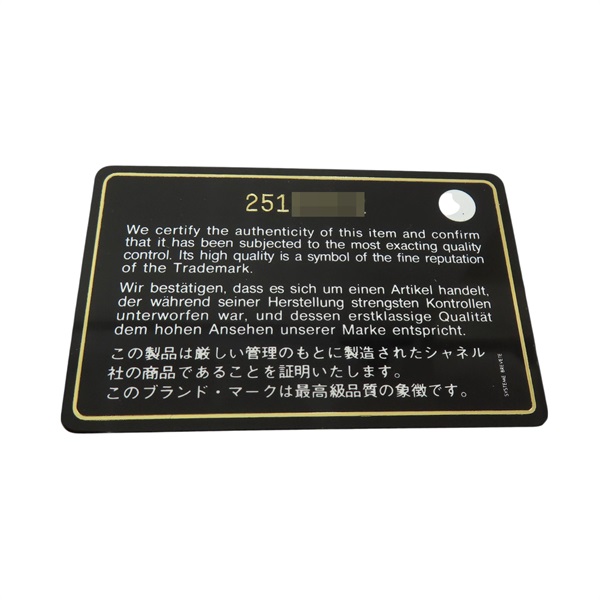 251
We certify the authenticity of this item and confirm
that it has been subjected to the most exacting quality
control. Its high quality is a symbol of the fine reputation
of the Trademark.
Wir bestätigen, dass es sich um einen Artikel handelt,
der während seiner Herstellung strengsten Kontrollen
unterworfen war, und dessen erstklassige Qualität
dem hohen Ansehen unserer Marke entspricht.
この製品は厳しい管理のもとに製造されたシャネル
社の商品であることを証明いたします。
このブランド・マークは最高級品質の象徴です。
SYSTEME BREVETE